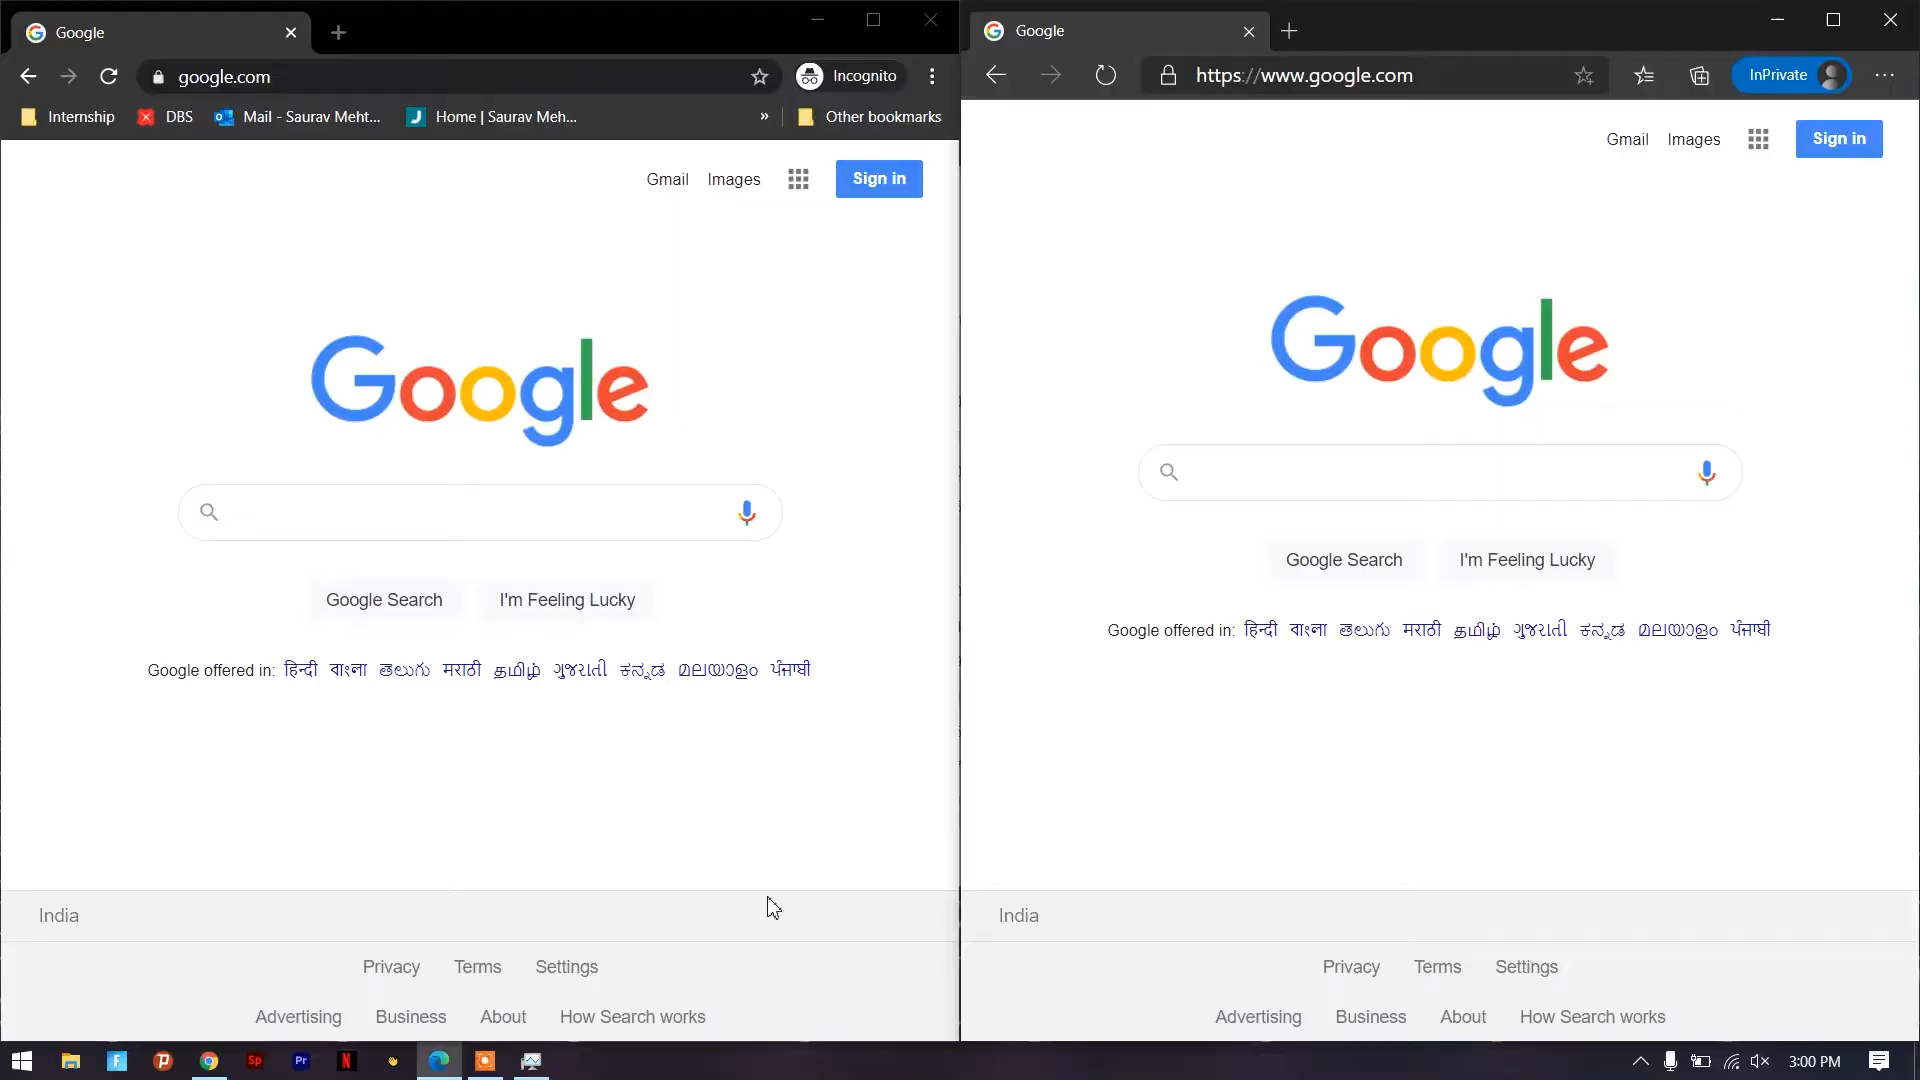 Google
google.com
Incognito
Internship DBS Mail - Saurav Meht... Home | Saurav Meh... » Other bookmarks
Gmail Images Sign in
Google
Google Search I'm Feeling Lucky
Google offered in: हिन्दी বাংলা తెలుగు मराठी தமிழ் ગુજરાતી ಕನ್ನಡ മലയാളം ਪੰਜਾਬੀ
India
Privacy Terms Settings
Advertising Business About How Search works
Google
https://www.google.com
InPrivate
Gmail Images Sign in
Google
Google Search I'm Feeling Lucky
Google offered in: हिन्दी বাংলা తెలుగు मराठी தமிழ் ગુજરાતી ಕನ್ನಡ മലയാളം ਪੰਜਾਬੀ
India
Privacy Terms Settings
Advertising Business About How Search works
Sp Pr N 3:00 PM